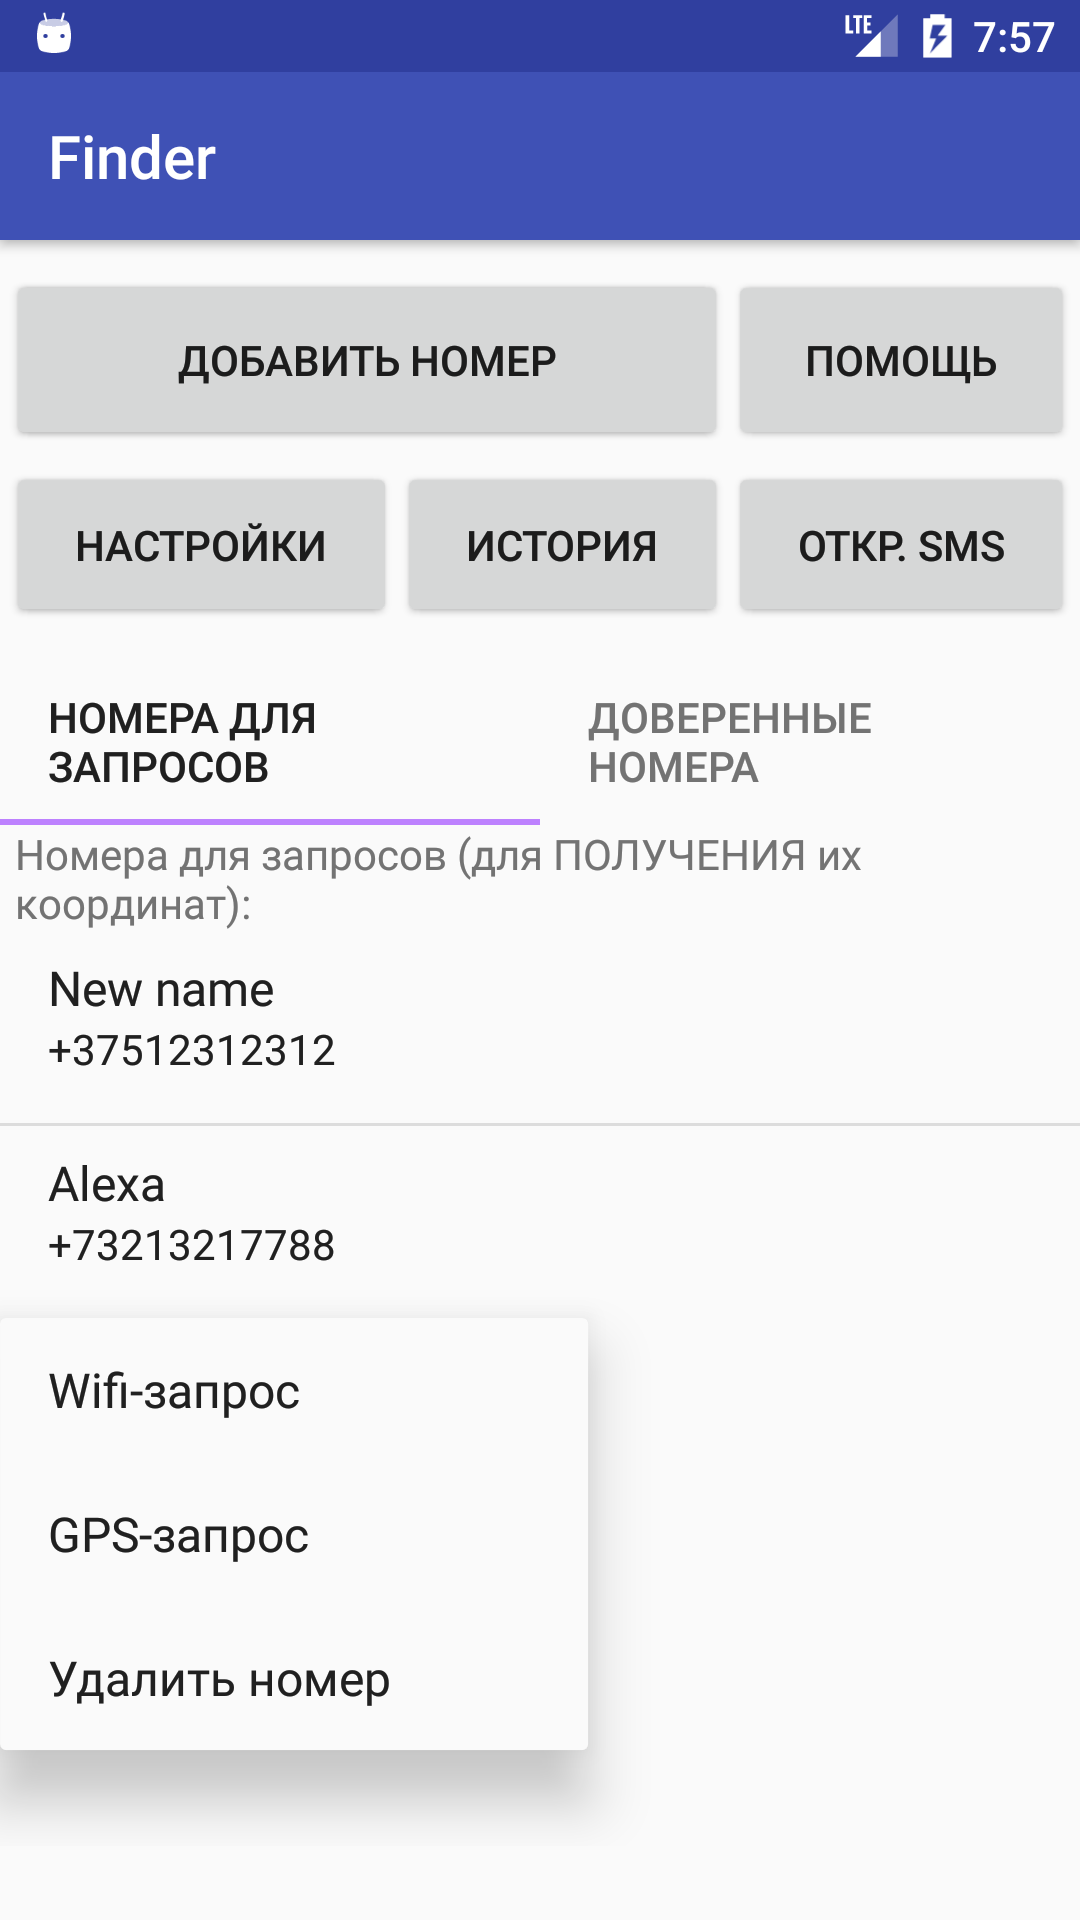 LTE 7:57
Finder
ДОБАВИТЬ НОМЕР ПОМОЩЬ
НАСТРОЙКИ ИСТОРИЯ ОТКР. SMS
НОМЕРА ДЛЯ
ЗАПРОСОВ
ДОВЕРЕННЫЕ
НОМЕРА
Номера для запросов (для ПОЛУЧЕНИЯ их
координат):
New name
+37512312312
Alexa
+73213217788
Wifi-запрос
GPS-запрос
Удалить номер